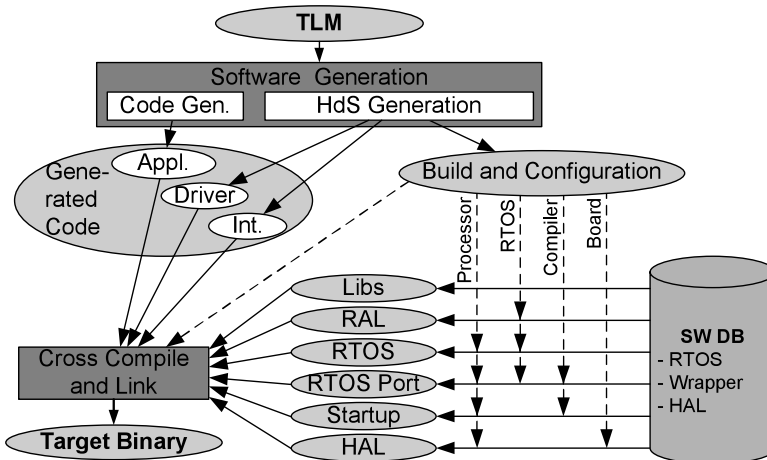 TLM
Software Generation
Code Gen.
HdS Generation
Gene-
rated
Code
Appl.
Driver
Int.
Build and Configuration
Processor
RTOS
Compiler
Board
Libs
RAL
RTOS
RTOS Port
Startup
HAL
SW DB
- RTOS
- Wrapper
- HAL
Cross Compile
and Link
Target Binary